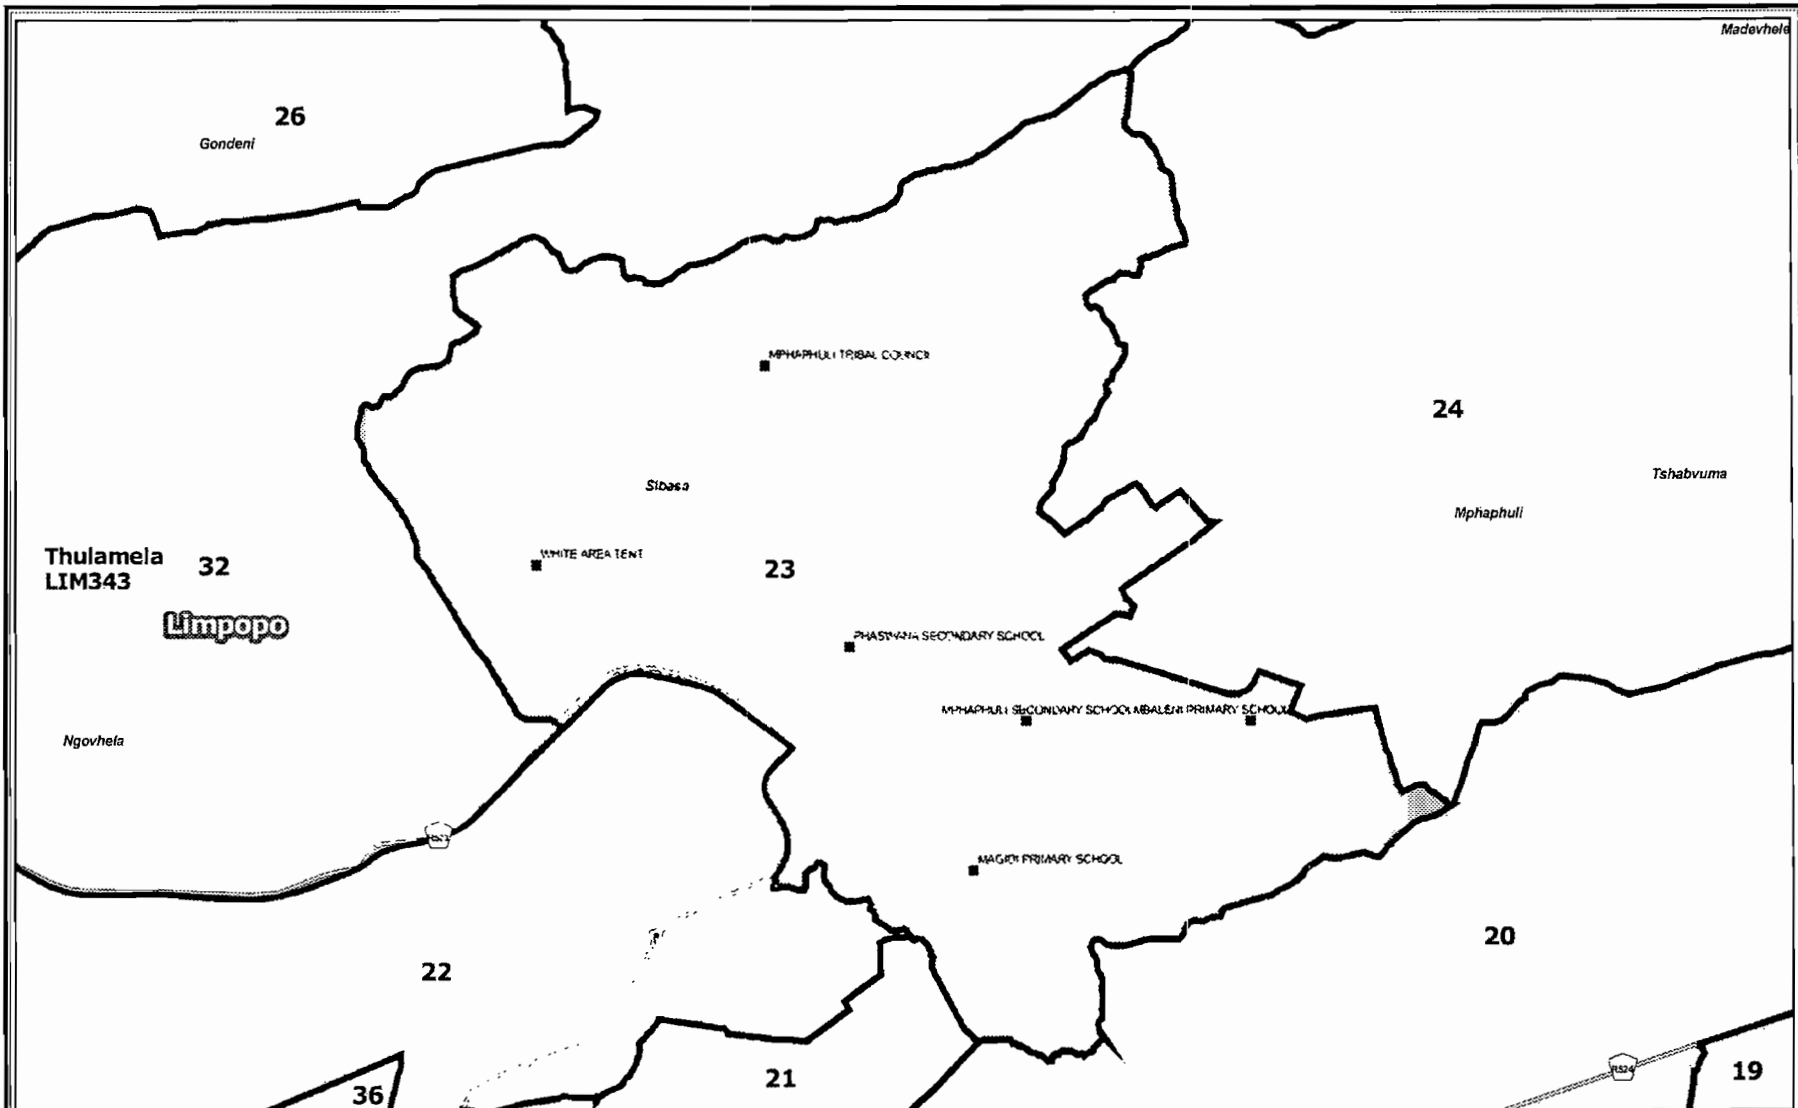 Madevhele
26
Gondeni
MPHAPHULI TRIBAL COUNCIL
24
Tshabvuma
Sibasa
Mphaphuli
WHITE AREA TENT
Thulamela
LIM343
32
23
Limpopo
PHASWANA SECONDARY SCHOOL
MPHAPHULI SECONDARY SCHOOL
MBALENI PRIMARY SCHOOL
Ngovhela
MAGIDI PRIMARY SCHOOL
20
22
R524
19
21
36